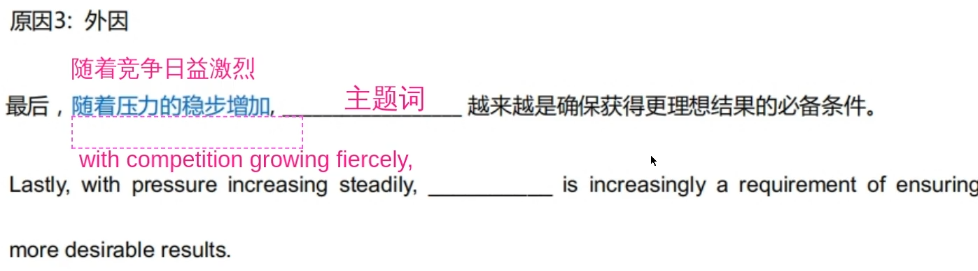 原因3：外因
随着竞争日益激烈
主题词
最后，随着压力的稳步增加, ________________ 越来越是确保获得更理想结果的必备条件。
with competition growing fiercely,
Lastly, with pressure increasing steadily, ___________ is increasingly a requirement of ensuring
more desirable results.